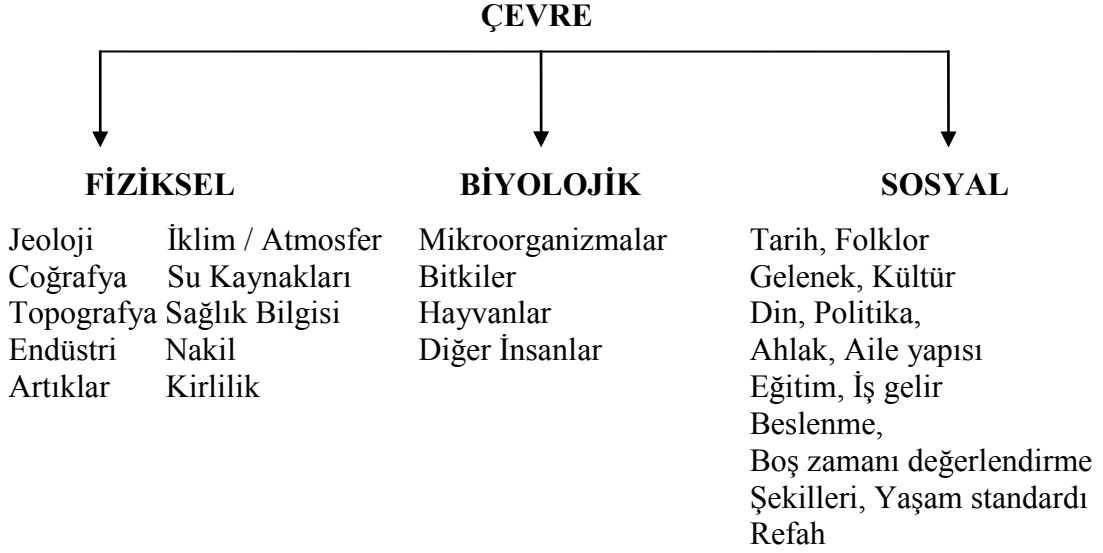 ÇEVRE
FİZİKSEL
Jeoloji İklim / Atmosfer
Coğrafya Su Kaynakları
Topografya Sağlık Bilgisi
Endüstri Nakil
Artıklar Kirlilik
BİYOLOJİK
Mikroorganizmalar
Bitkiler
Hayvanlar
Diğer İnsanlar
SOSYAL
Tarih, Folklor
Gelenek, Kültür
Din, Politika,
Ahlak, Aile yapısı
Eğitim, İş gelir
Beslenme,
Boş zamanı değerlendirme
Şekilleri, Yaşam standardı
Refah